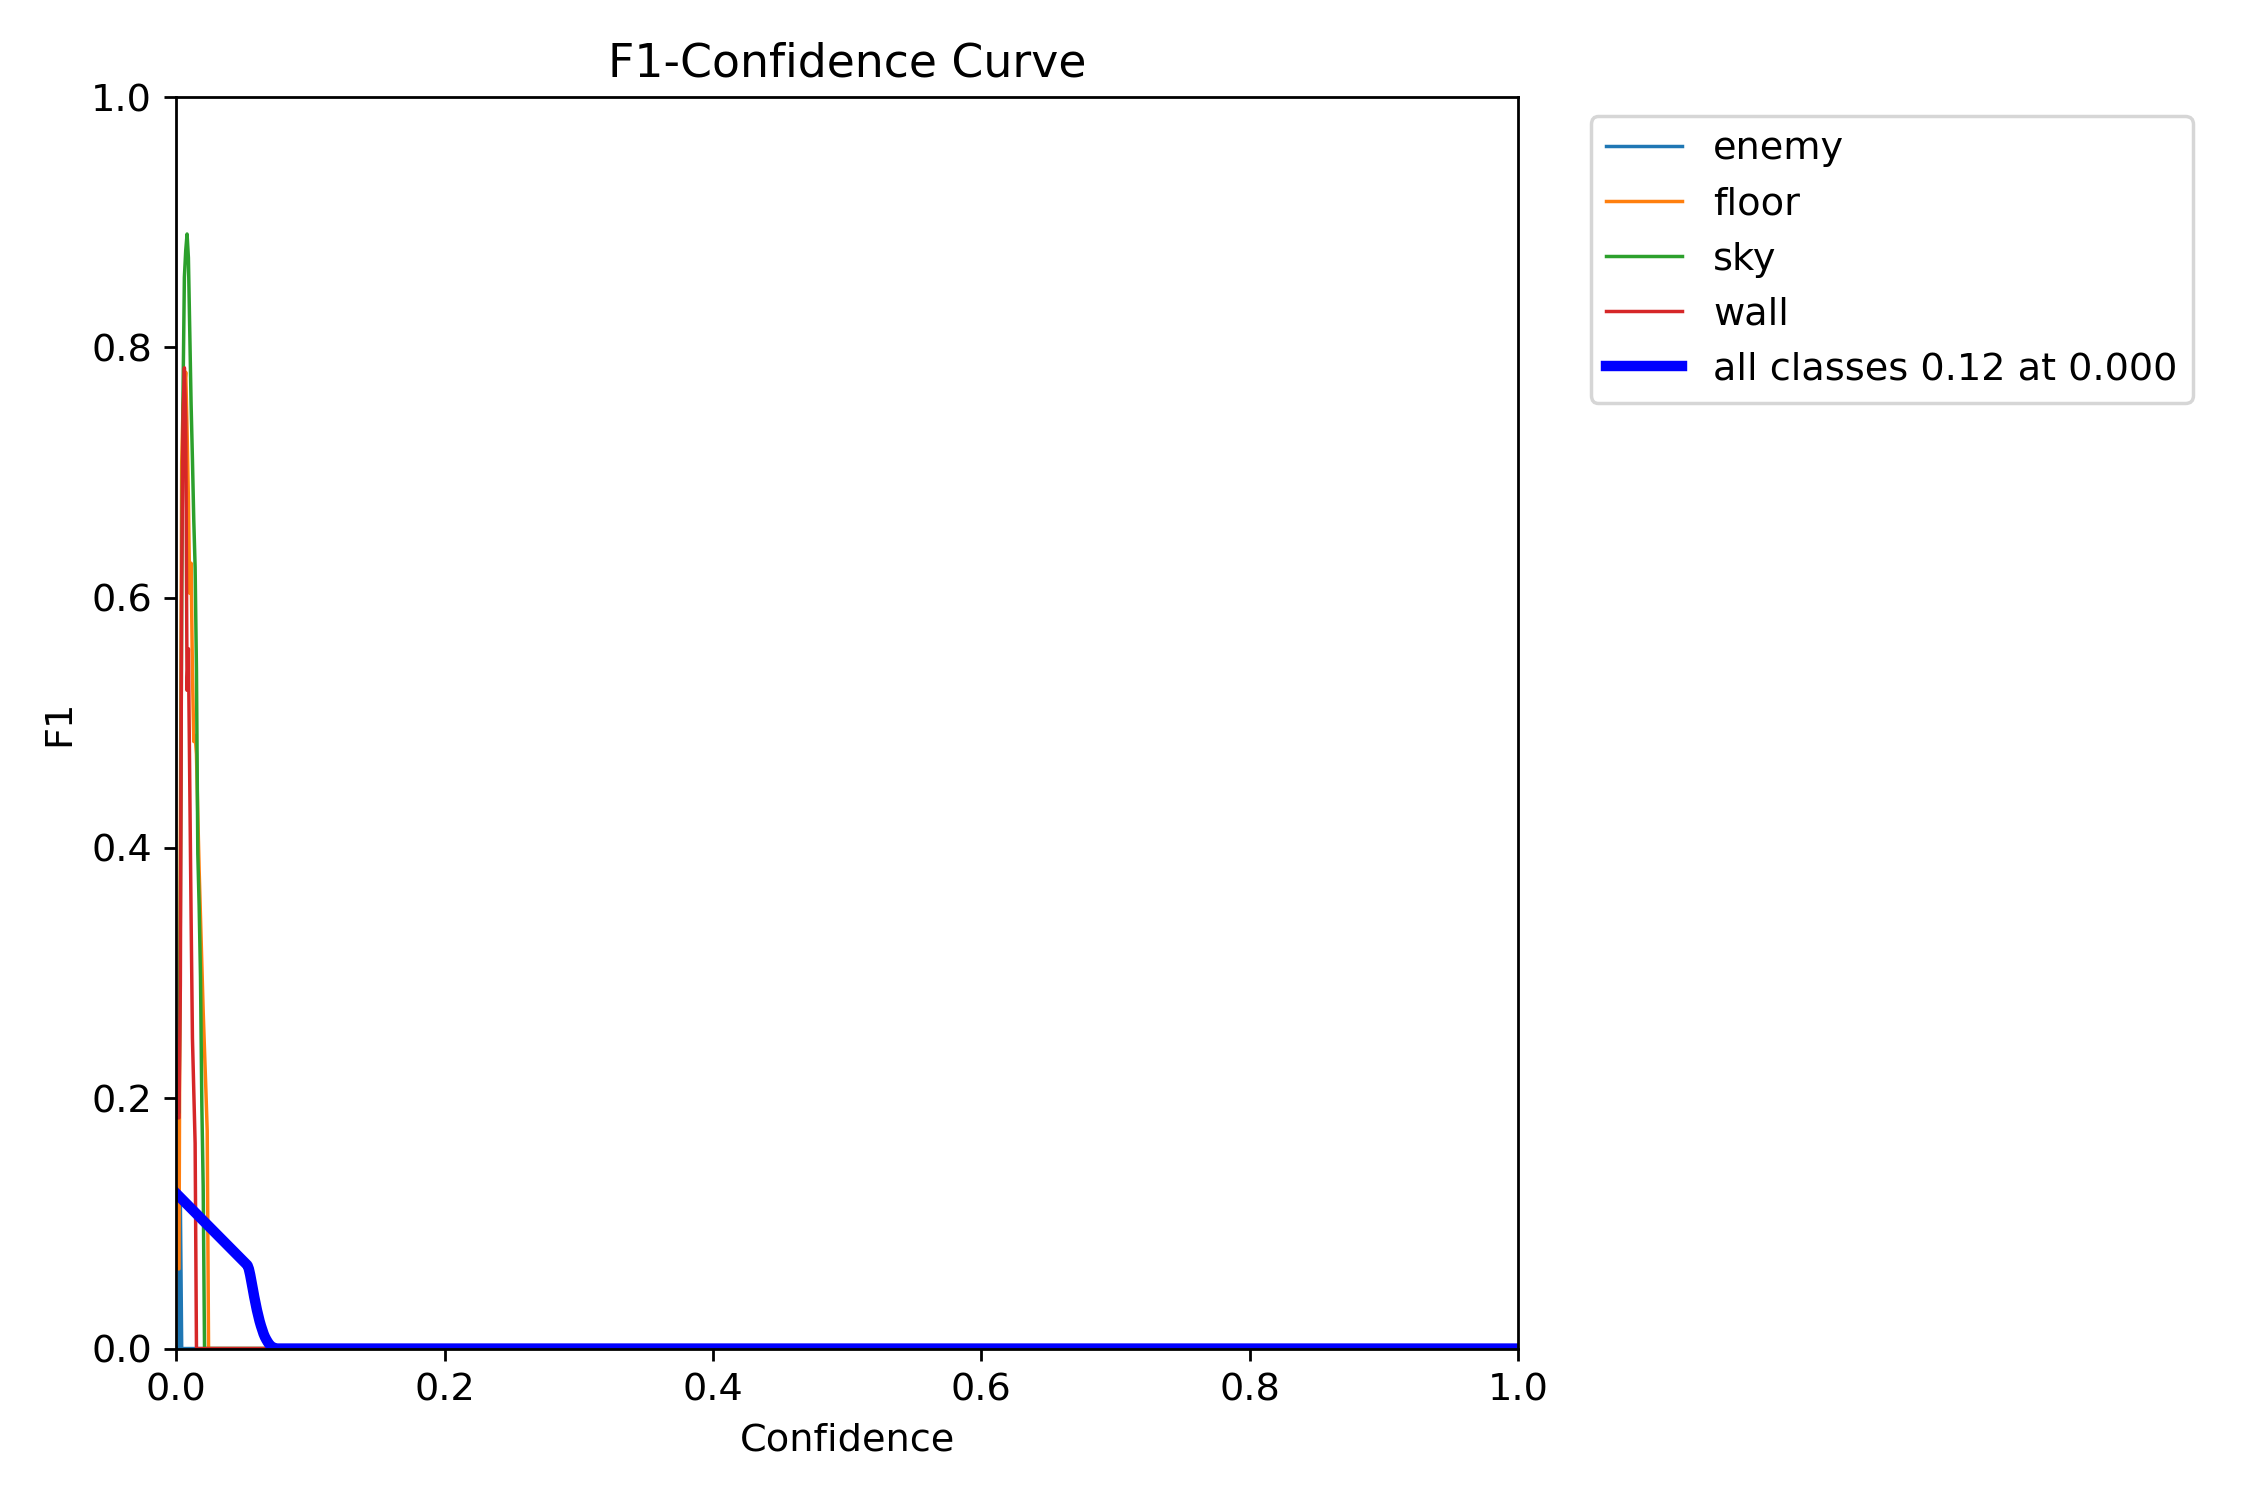 F1-Confidence Curve
1.0
0.8
0.6
0.4
0.2
0.0
F1
0.0 0.2 0.4 0.6 0.8 1.0
Confidence
enemy
floor
sky
wall
all classes 0.12 at 0.000